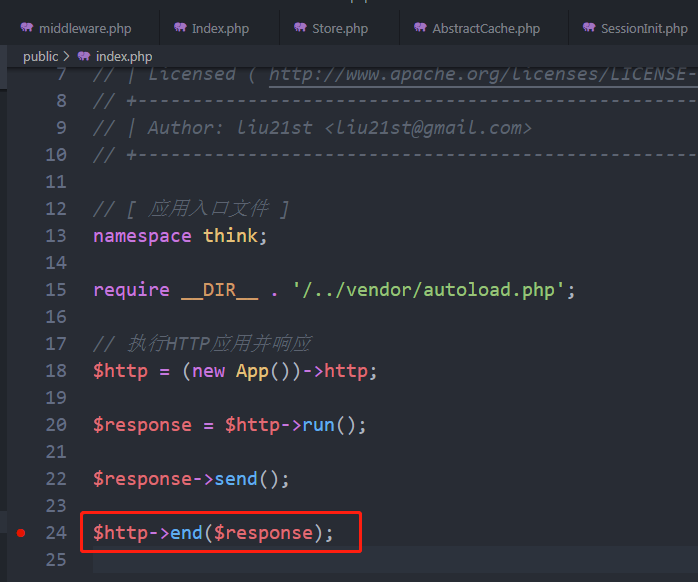 middleware.php Index.php Store.php AbstractCache.php SessionInit.php
public > index.php
7 // | Licensed ( http://www.apache.org/licenses/LICENSE-
8 // +----------------------------------------------------
9 // | Author: liu21st <liu21st@gmail.com>
10 // +----------------------------------------------------
11
12 // [ 应用入口文件 ]
13 namespace think;
14
15 require __DIR__ . '/../vendor/autoload.php';
16
17 // 执行HTTP应用并响应
18 $http = (new App())->http;
19
20 $response = $http->run();
21
22 $response->send();
23
24 $http->end($response);
25